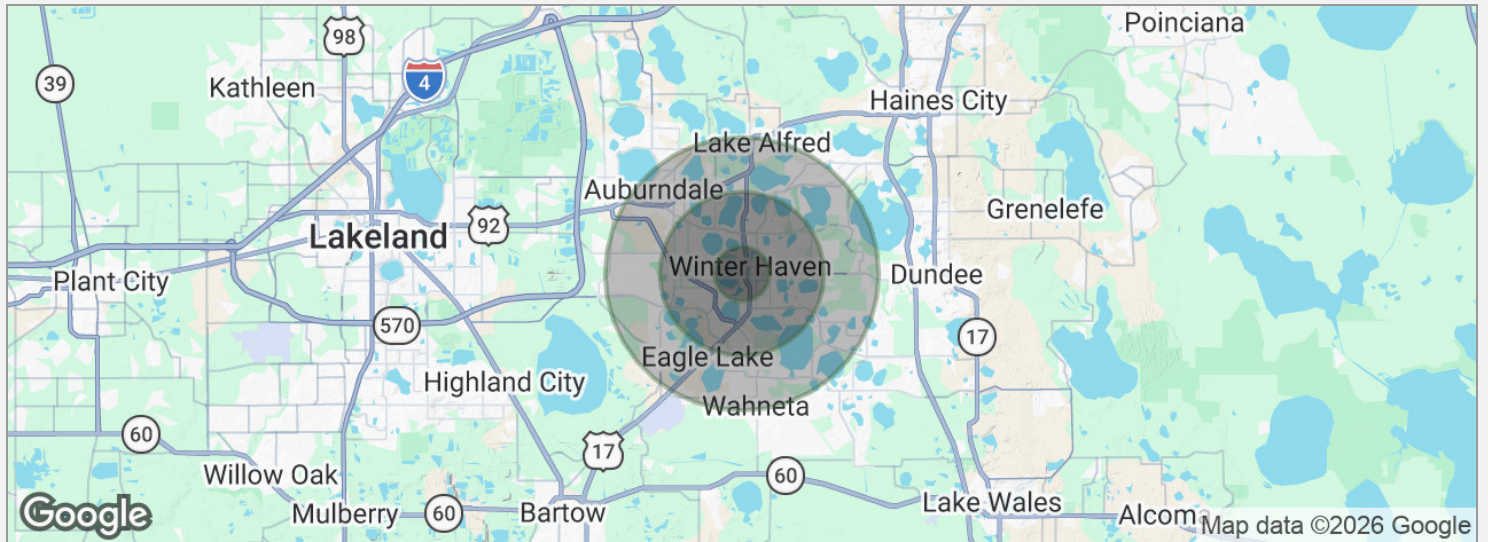 Poinciana
98
39
4
Kathleen
Haines City
Lake Alfred
Auburndale
92
Grenelefe
Lakeland
Winter Haven
Dundee
Plant City
570
17
Eagle Lake
Highland City
Wahneta
60
17
Willow Oak
60
Lake Wales
Mulberry
60
Bartow
Alcoma
Google
Map data ©2026 Google